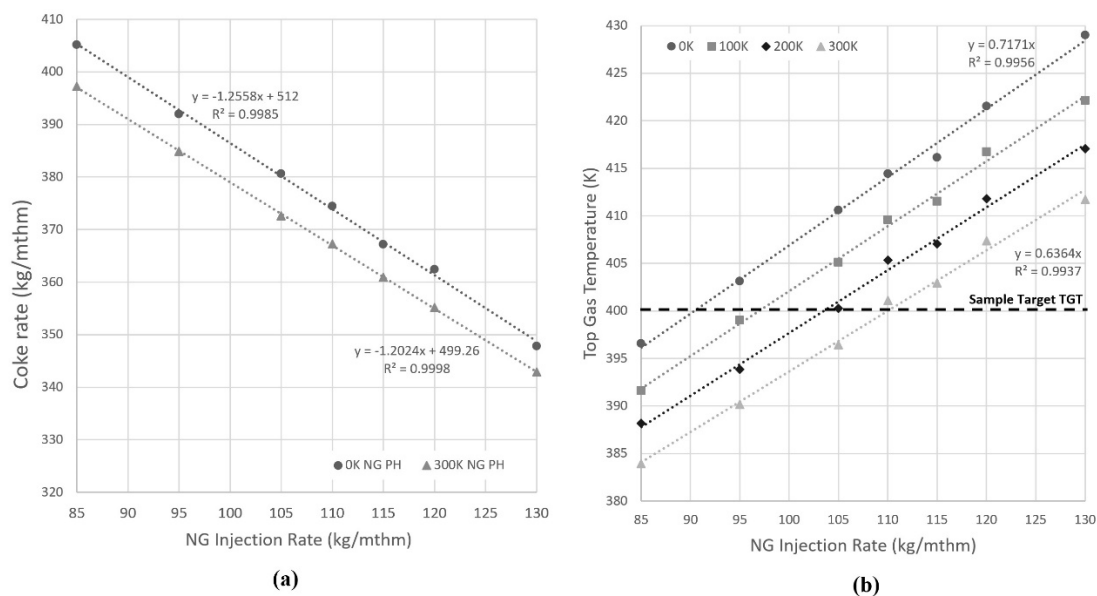 410
400
390
380
370
360
350
340
330
320
Coke rate (kg/mthm)
y = -1.2558x + 512
R² = 0.9985
y = -1.2024x + 499.26
R² = 0.9998
0K NG PH 300K NG PH
85 90 95 100 105 110 115 120 125 130
NG Injection Rate (kg/mthm)
(a)
430
425
420
415
410
405
400
395
390
385
380
Top Gas Temperature (K)
0K 100K 200K 300K
y = 0.7171x
R² = 0.9956
y = 0.6364x
R² = 0.9937
Sample Target TGT
85 90 95 100 105 110 115 120 125 130
NG Injection Rate (kg/mthm)
(b)